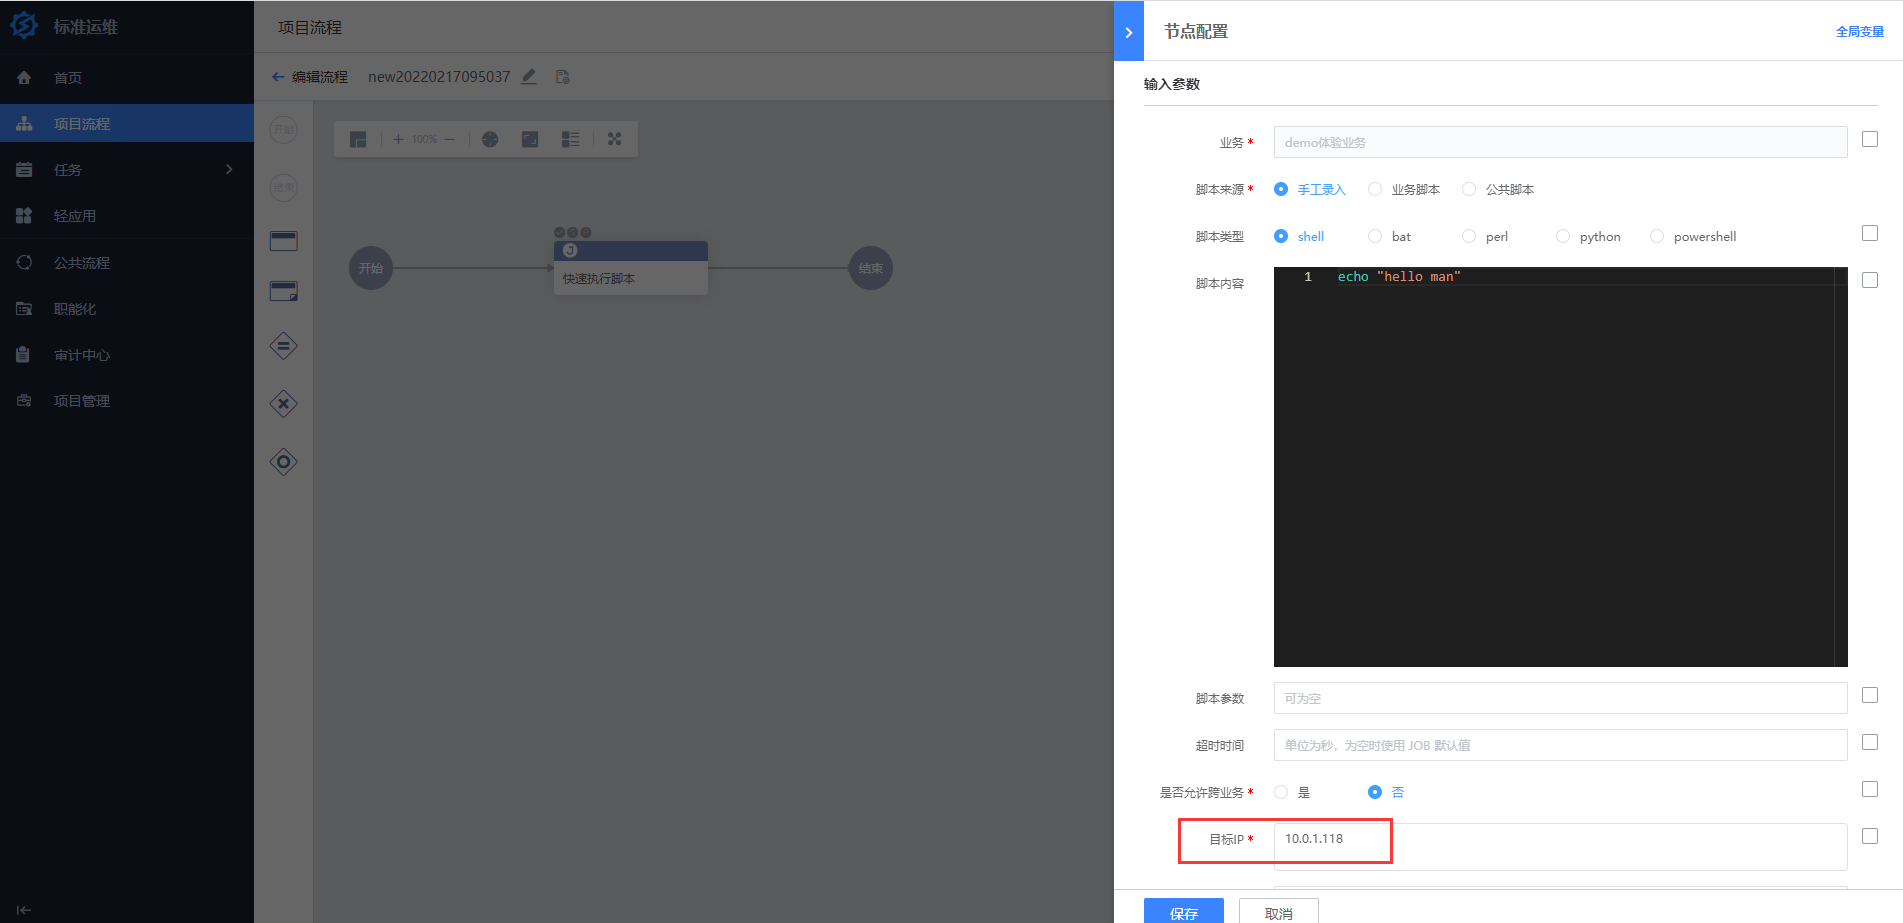 标准运维
首页
项目流程
任务
轻应用
公共流程
职能化
审计中心
项目管理
项目流程
编辑流程 new20220217095037
开始
结束
100%
开始
快速执行脚本
结束
节点配置
全局变量
输入参数
业务* demo体验业务
脚本来源* 手工录入 业务脚本 公共脚本
脚本类型 shell bat perl python powershell
脚本内容
1 echo "hello man"
脚本参数 可为空
超时时间 单位为秒，为空时使用 JOB 默认值
是否允许跨业务* 是 否
目标IP* 10.0.1.118
保存 取消